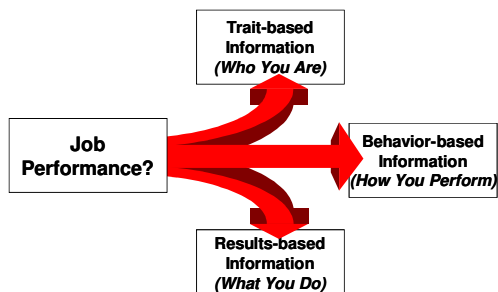 Trait-based
Information
(Who You Are)
Job
Performance?
Behavior-based
Information
(How You Perform)
Results-based
Information
(What You Do)